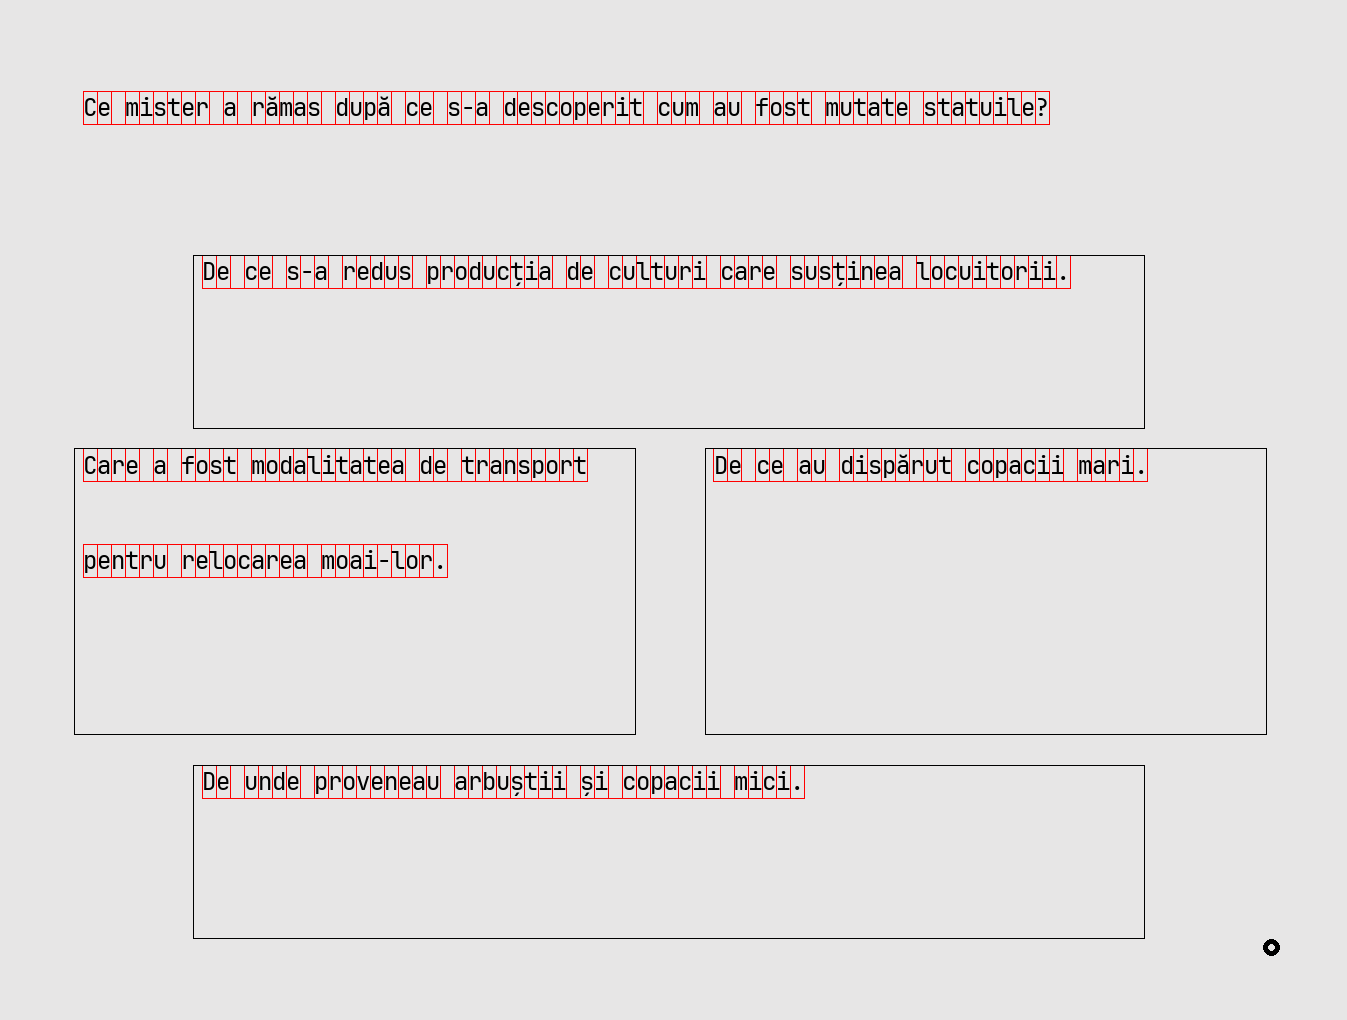 Ce mister a rămas după ce s-a descoperit cum au fost mutate statuile?
De ce s-a redus producția de culturi care susținea locuitorii.
Care a fost modalitatea de transport
pentru relocarea moai-lor.
De ce au dispărut copacii mari.
De unde proveneau arbuștii și copacii mici.